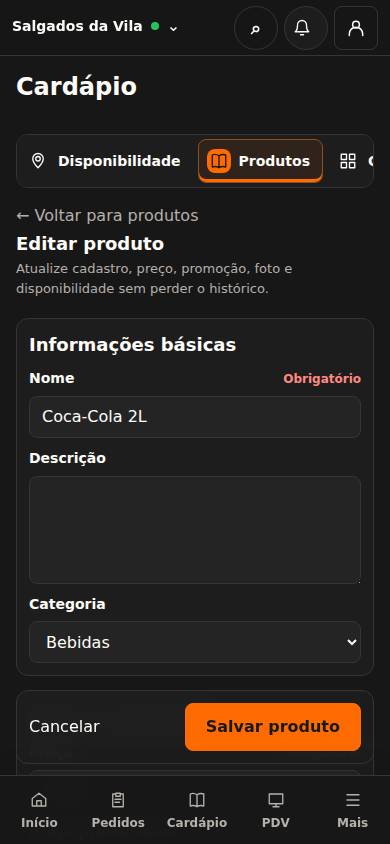 Salgados da Vila
Cardápio
Disponibilidade
Produtos
← Voltar para produtos
Editar produto
Atualize cadastro, preço, promoção, foto e
disponibilidade sem perder o histórico.
Informações básicas
Nome
Obrigatório
Coca-Cola 2L
Descrição
Categoria
Bebidas
Cancelar
Salvar produto
Início
Pedidos
Cardápio
PDV
Mais